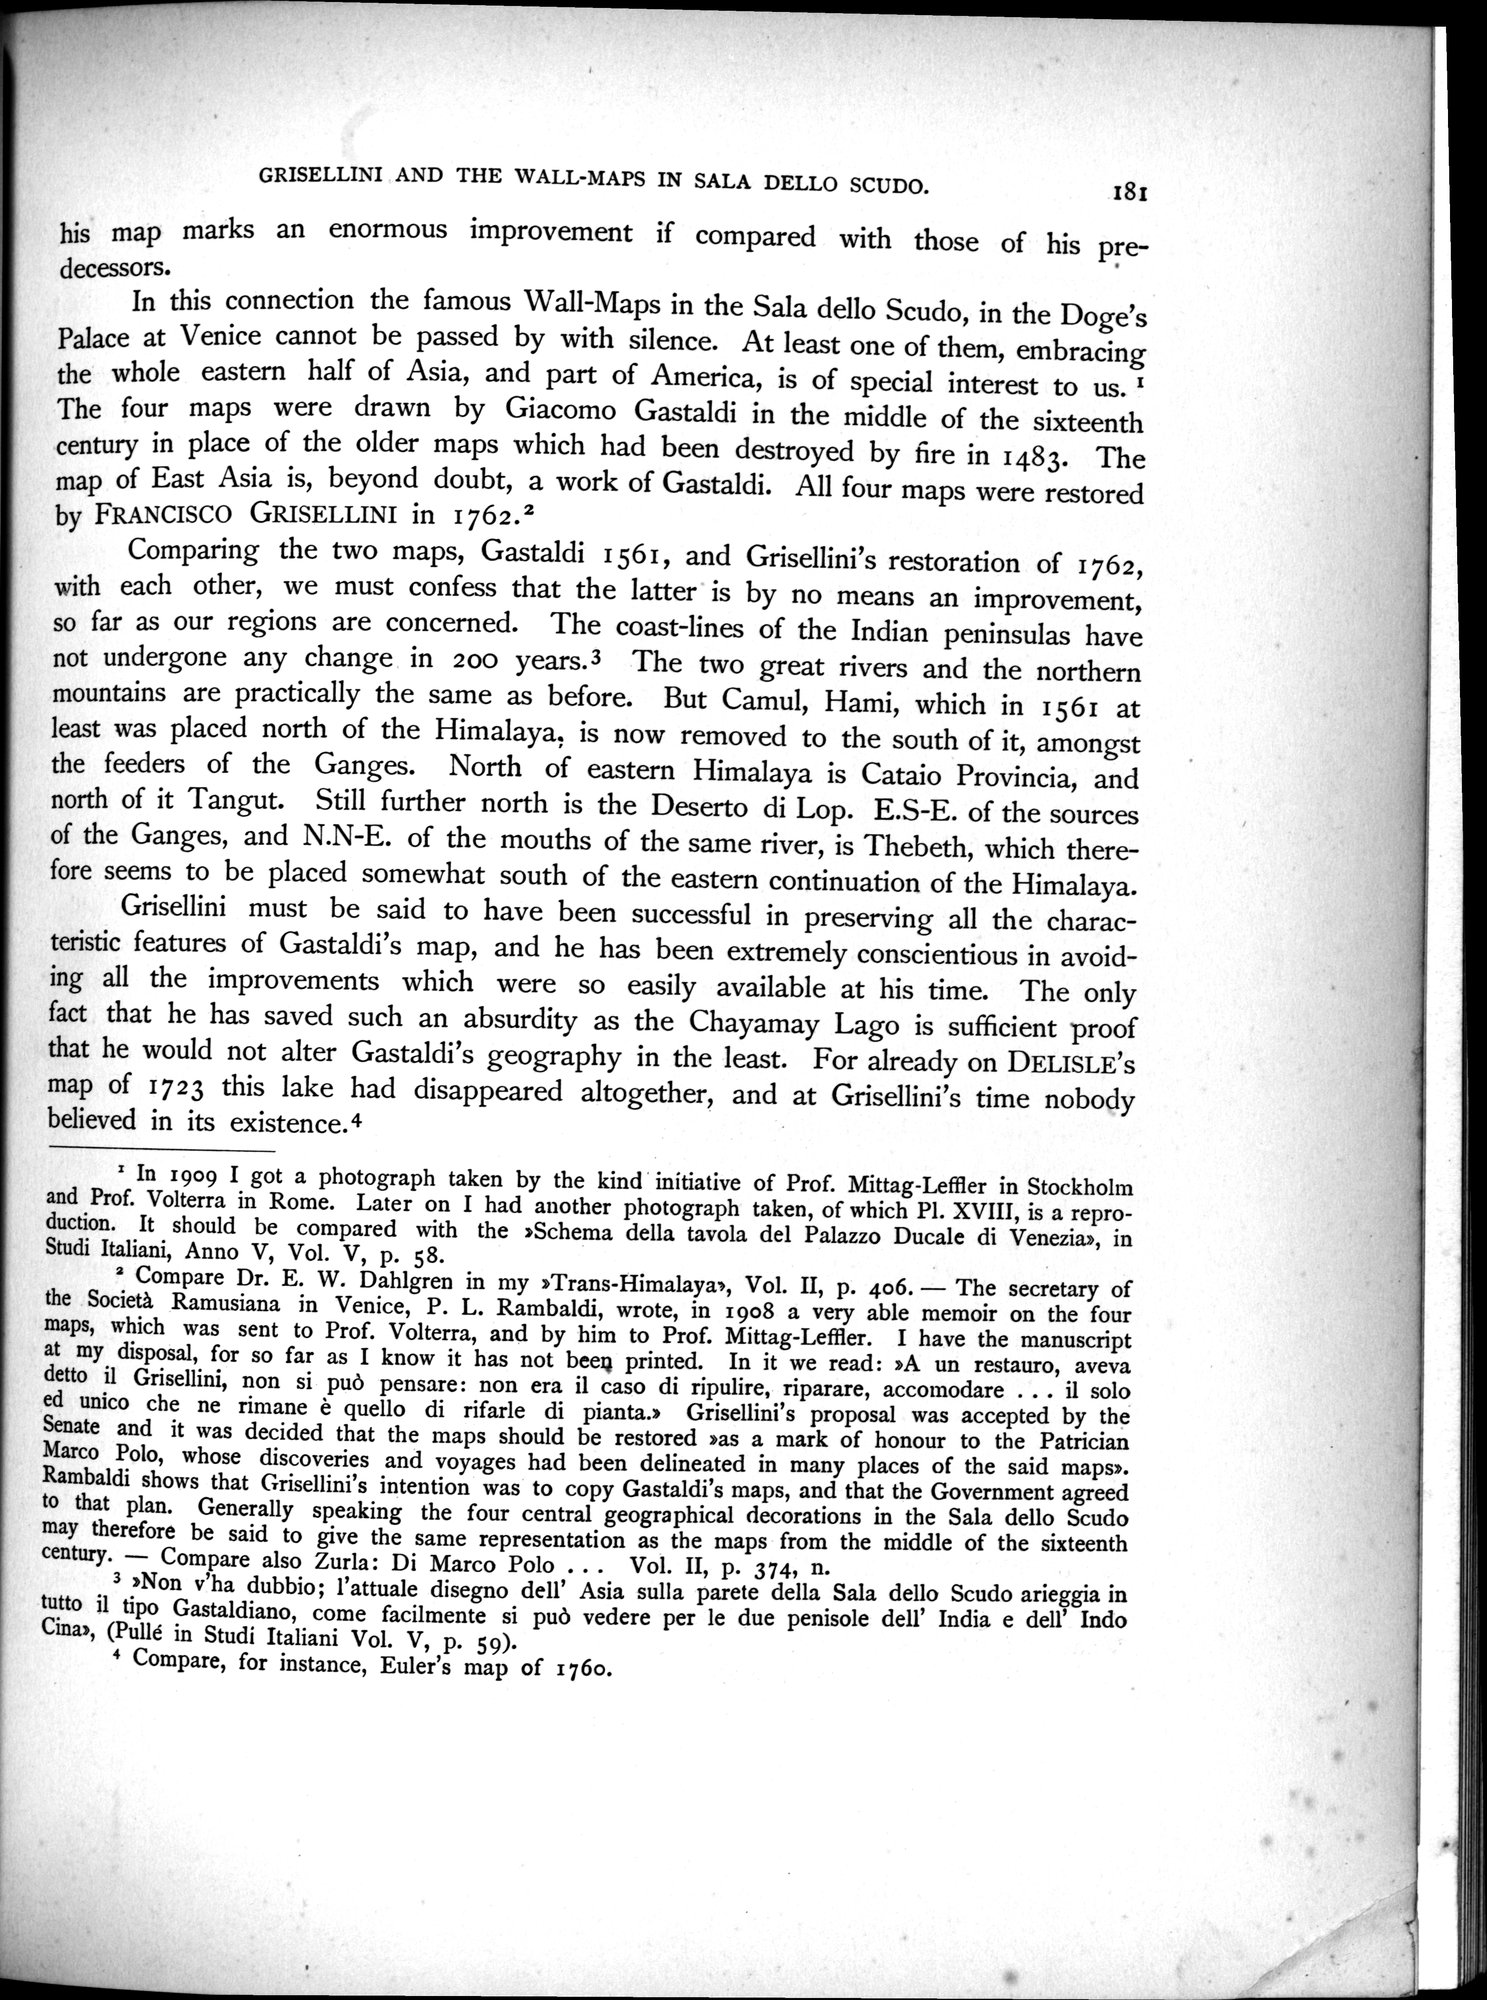 GRISELLINI AND THE WALL-MAPS IN SALA DELLO SCUDO.
181
his map marks an enormous improvement if compared with those of his pre-
decessors.
In this connection the famous Wall-Maps in the Sala dello Scudo, in the Doge's
Palace at Venice cannot be passed by with silence. At least one of them, embracing
the whole eastern half of Asia, and part of America, is of special interest to us. ¹
The four maps were drawn by Giacomo Gastaldi in the middle of the sixteenth
century in place of the older maps which had been destroyed by fire in 1483. The
map of East Asia is, beyond doubt, a work of Gastaldi. All four maps were restored
by FRANCISCO GRISELLINI in 1762.²
Comparing the two maps, Gastaldi 1561, and Grisellini's restoration of 1762,
with each other, we must confess that the latter is by no means an improvement,
so far as our regions are concerned. The coast-lines of the Indian peninsulas have
not undergone any change in 200 years.³ The two great rivers and the northern
mountains are practically the same as before. But Camul, Hami, which in 1561 at
least was placed north of the Himalaya, is now removed to the south of it, amongst
the feeders of the Ganges. North of eastern Himalaya is Cataio Provincia, and
north of it Tangut. Still further north is the Deserto di Lop. E.S-E. of the sources
of the Ganges, and N.N-E. of the mouths of the same river, is Thebeth, which there-
fore seems to be placed somewhat south of the eastern continuation of the Himalaya.
Grisellini must be said to have been successful in preserving all the charac-
teristic features of Gastaldi's map, and he has been extremely conscientious in avoid-
ing all the improvements which were so easily available at his time. The only
fact that he has saved such an absurdity as the Chayamay Lago is sufficient proof
that he would not alter Gastaldi's geography in the least. For already on DELISLE's
map of 1723 this lake had disappeared altogether, and at Grisellini's time nobody
believed in its existence.⁴
¹ In 1909 I got a photograph taken by the kind initiative of Prof. Mittag-Leffler in Stockholm
and Prof. Volterra in Rome. Later on I had another photograph taken, of which Pl. XVIII, is a repro-
duction. It should be compared with the »Schema della tavola del Palazzo Ducale di Venezia», in
Studi Italiani, Anno V, Vol. V, p. 58.
² Compare Dr. E. W. Dahlgren in my »Trans-Himalaya», Vol. II, p. 406. — The secretary of
the Società Ramusiana in Venice, P. L. Rambaldi, wrote, in 1908 a very able memoir on the four
maps, which was sent to Prof. Volterra, and by him to Prof. Mittag-Leffler. I have the manuscript
at my disposal, for so far as I know it has not been printed. In it we read: »A un restauro, aveva
detto il Grisellini, non si può pensare: non era il caso di ripulire, riparare, accomodare . . . il solo
ed unico che ne rimane è quello di rifarle di pianta.» Grisellini's proposal was accepted by the
Senate and it was decided that the maps should be restored »as a mark of honour to the Patrician
Marco Polo, whose discoveries and voyages had been delineated in many places of the said maps».
Rambaldi shows that Grisellini's intention was to copy Gastaldi's maps, and that the Government agreed
to that plan. Generally speaking the four central geographical decorations in the Sala dello Scudo
may therefore be said to give the same representation as the maps from the middle of the sixteenth
century. — Compare also Zurla: Di Marco Polo . . . Vol. II, p. 374, n.
³ »Non v'ha dubbio; l'attuale disegno dell' Asia sulla parete della Sala dello Scudo arieggia in
tutto il tipo Gastaldiano, come facilmente si può vedere per le due penisole dell' India e dell' Indo
Cina», (Pullé in Studi Italiani Vol. V, p. 59).
⁴ Compare, for instance, Euler's map of 1760.